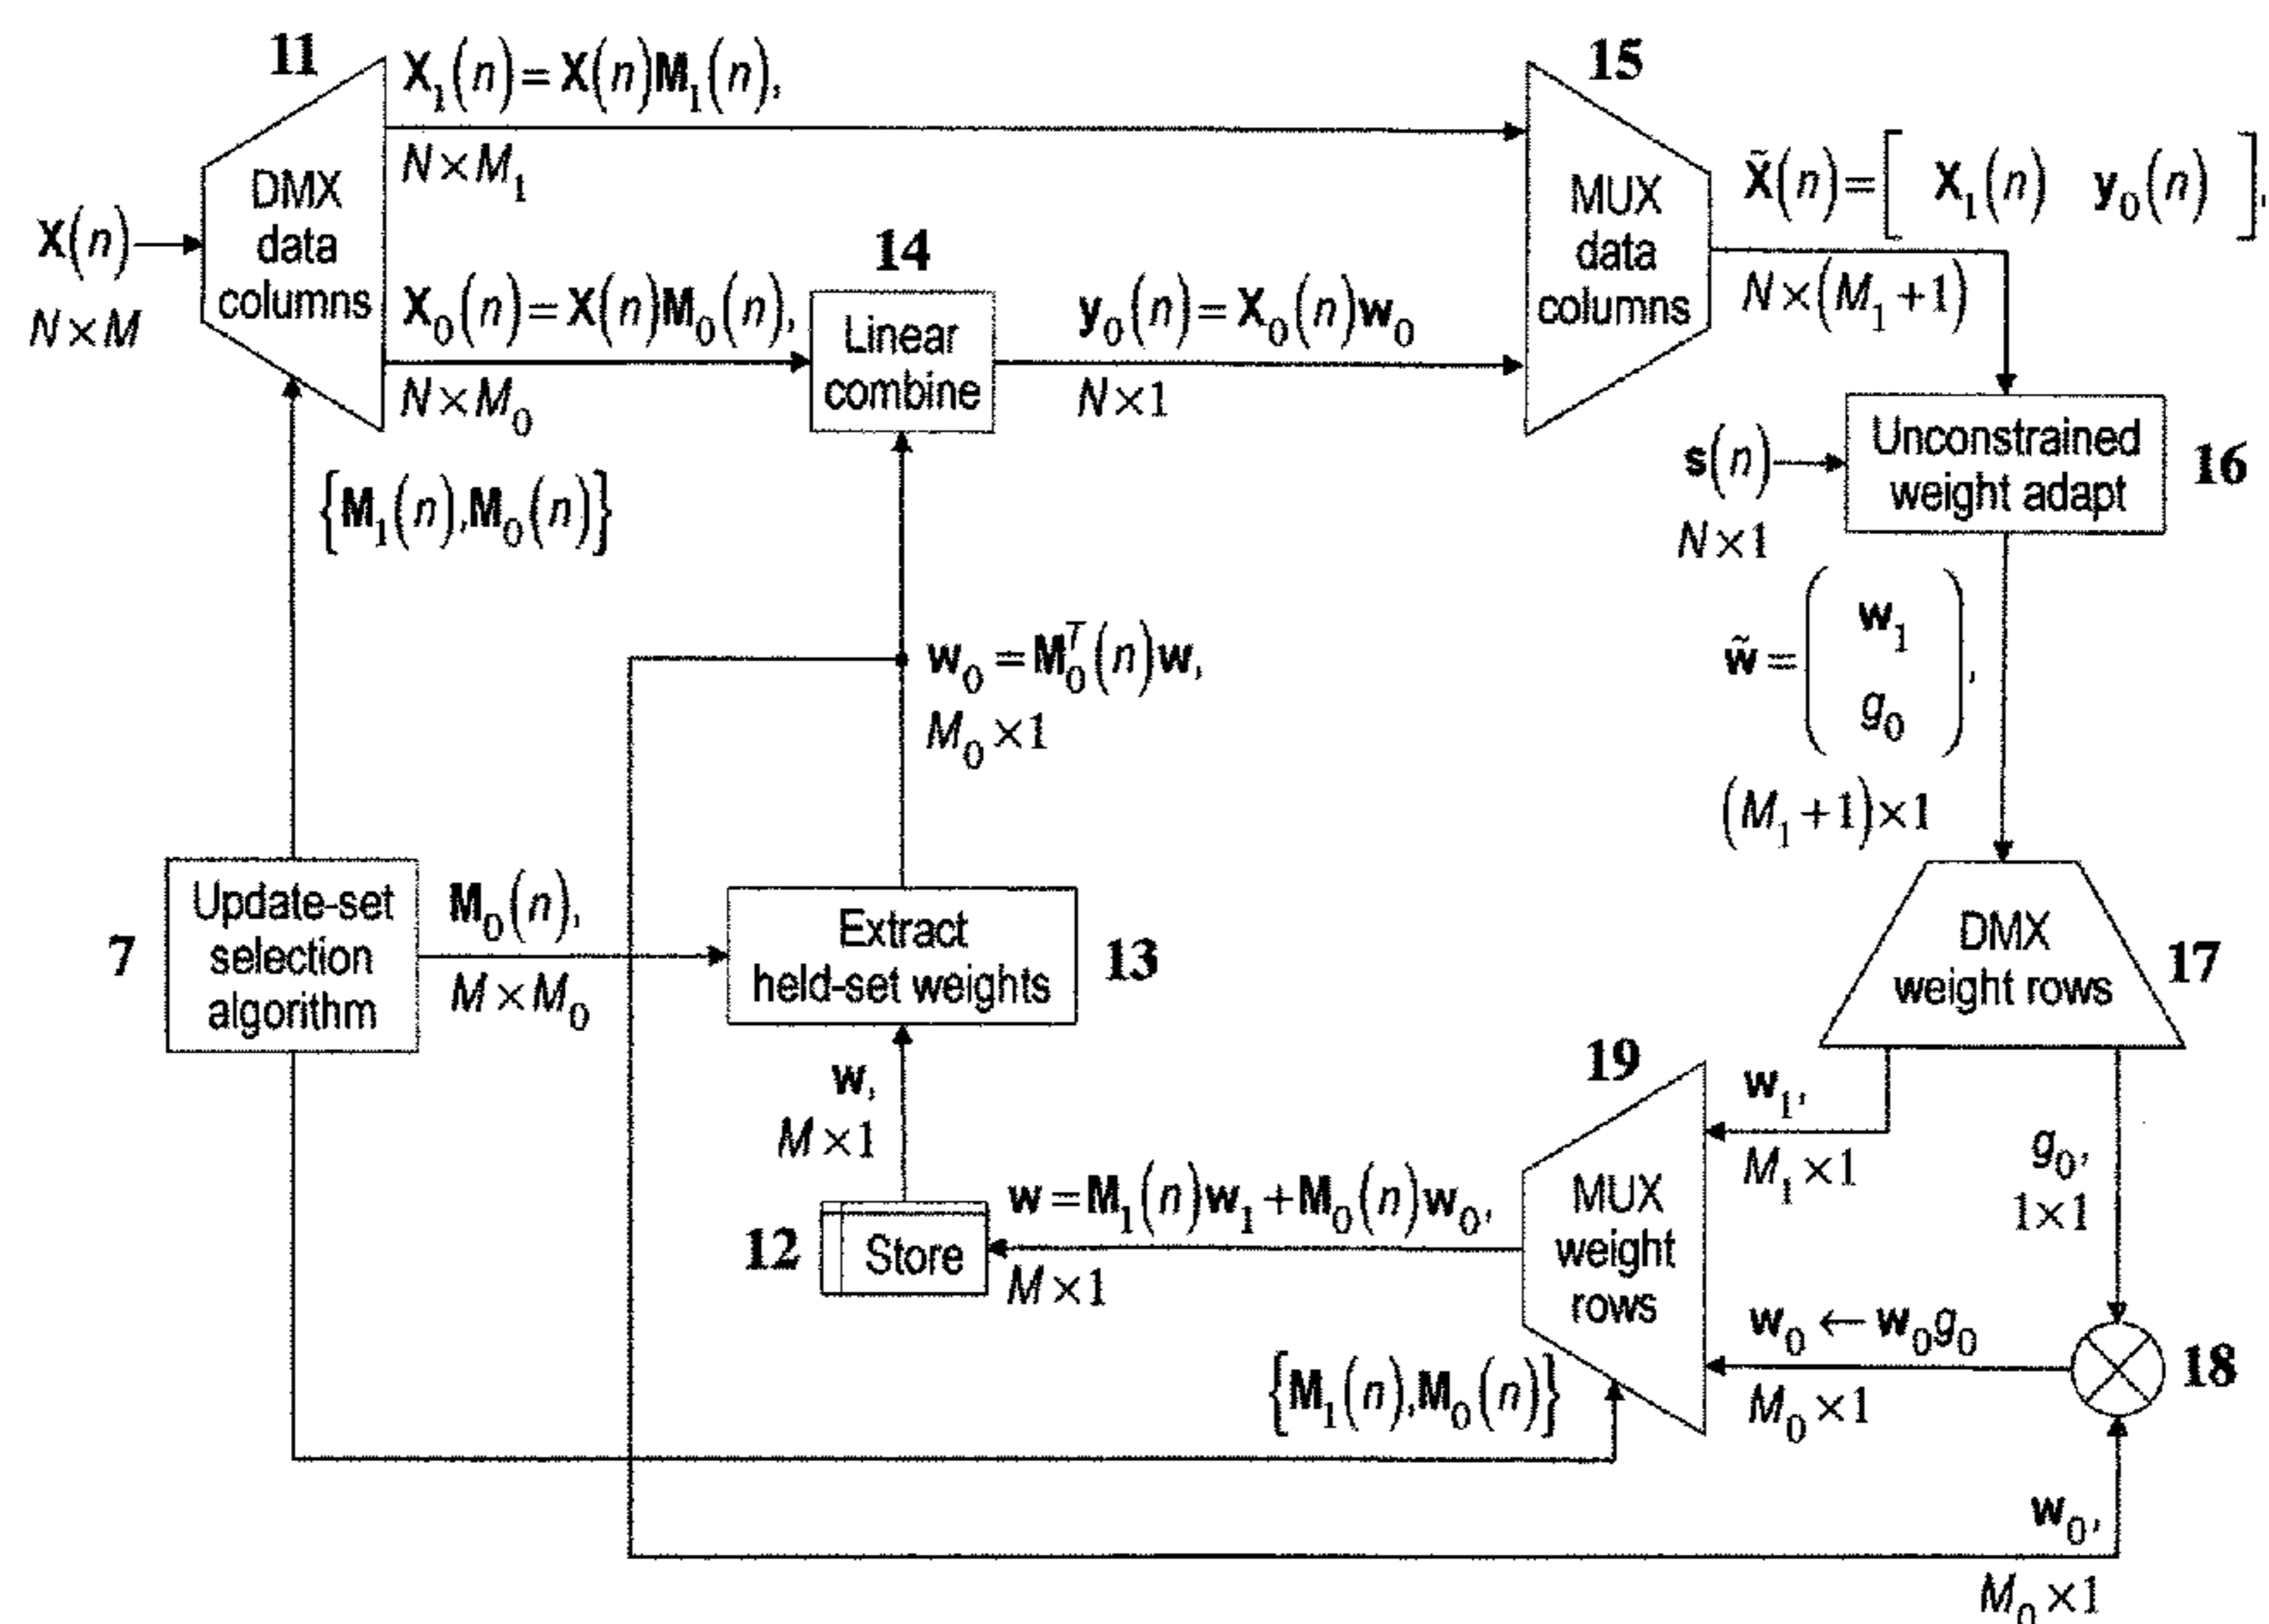 11
X₁(n)=X(n)M₁(n),
N×M₁
DMX
data
columns
X(n)
N×M
X₀(n)=X(n)M₀(n),
N×M₀
{M₁(n),M₀(n)}
14
Linear
combine
y₀(n)=X₀(n)w₀
N×1
15
MUX
data
columns
X̃(n)=[ X₁(n) y₀(n) ],
N×(M₁+1)
s(n)
N×1
Unconstrained
weight adapt
16
w̃=( w₁
g₀ ),
(M₁+1)×1
w₀=M₀ᵀ(n)w,
M₀×1
7
Update-set
selection
algorithm
M₀(n),
M×M₀
Extract
held-set weights
13
DMX
weight rows
17
w,
M×1
12
Store
w=M₁(n)w₁+M₀(n)w₀,
M×1
19
MUX
weight
rows
w₁,
M₁×1
g₀,
1×1
w₀←w₀g₀
M₀×1
18
{M₁(n),M₀(n)}
w₀,
M₀×1